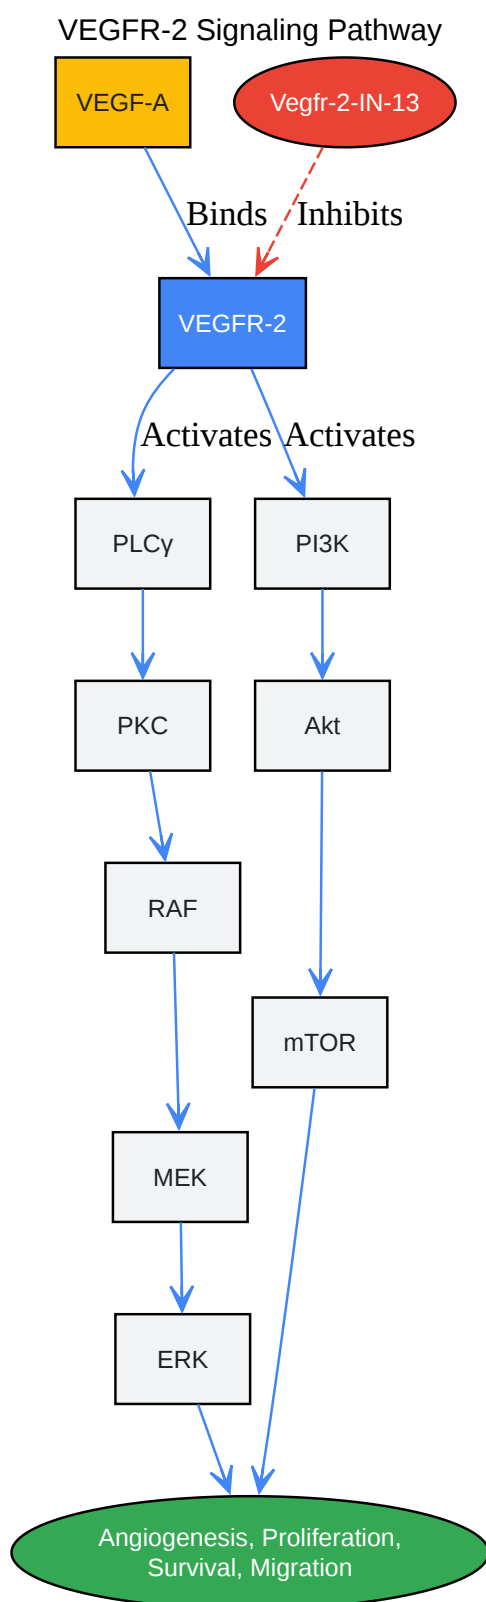 VEGFR-2 Signaling Pathway
VEGF-A
Vegfr-2-IN-13
Binds
Inhibits
VEGFR-2
Activates
Activates
PLCγ
PI3K
PKC
Akt
RAF
mTOR
MEK
ERK
Angiogenesis, Proliferation,
Survival, Migration